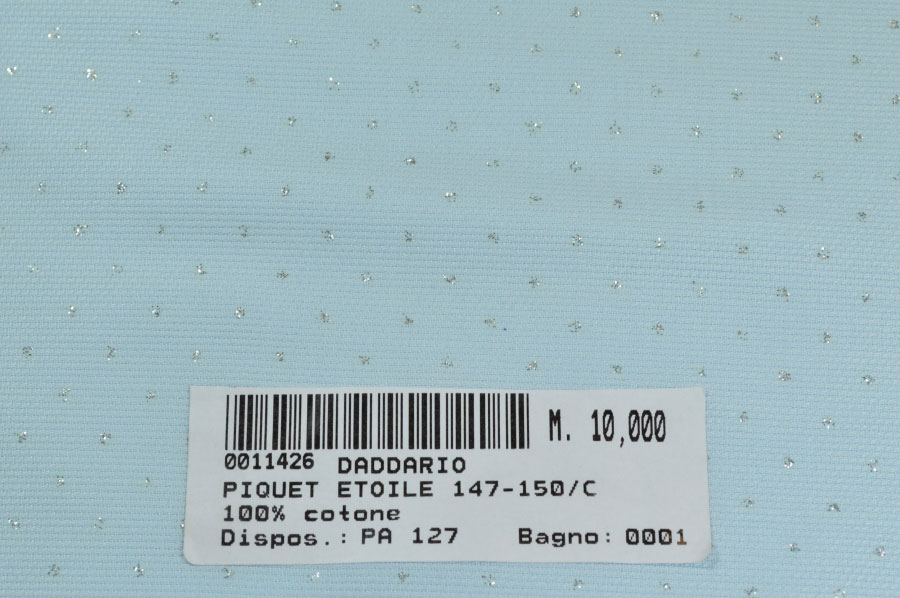 M. 10,000
0011426 DADDARIO
PIQUET ETOILE 147-150/C
100% cotone
Dispos.: PA 127 Bagno: 0001